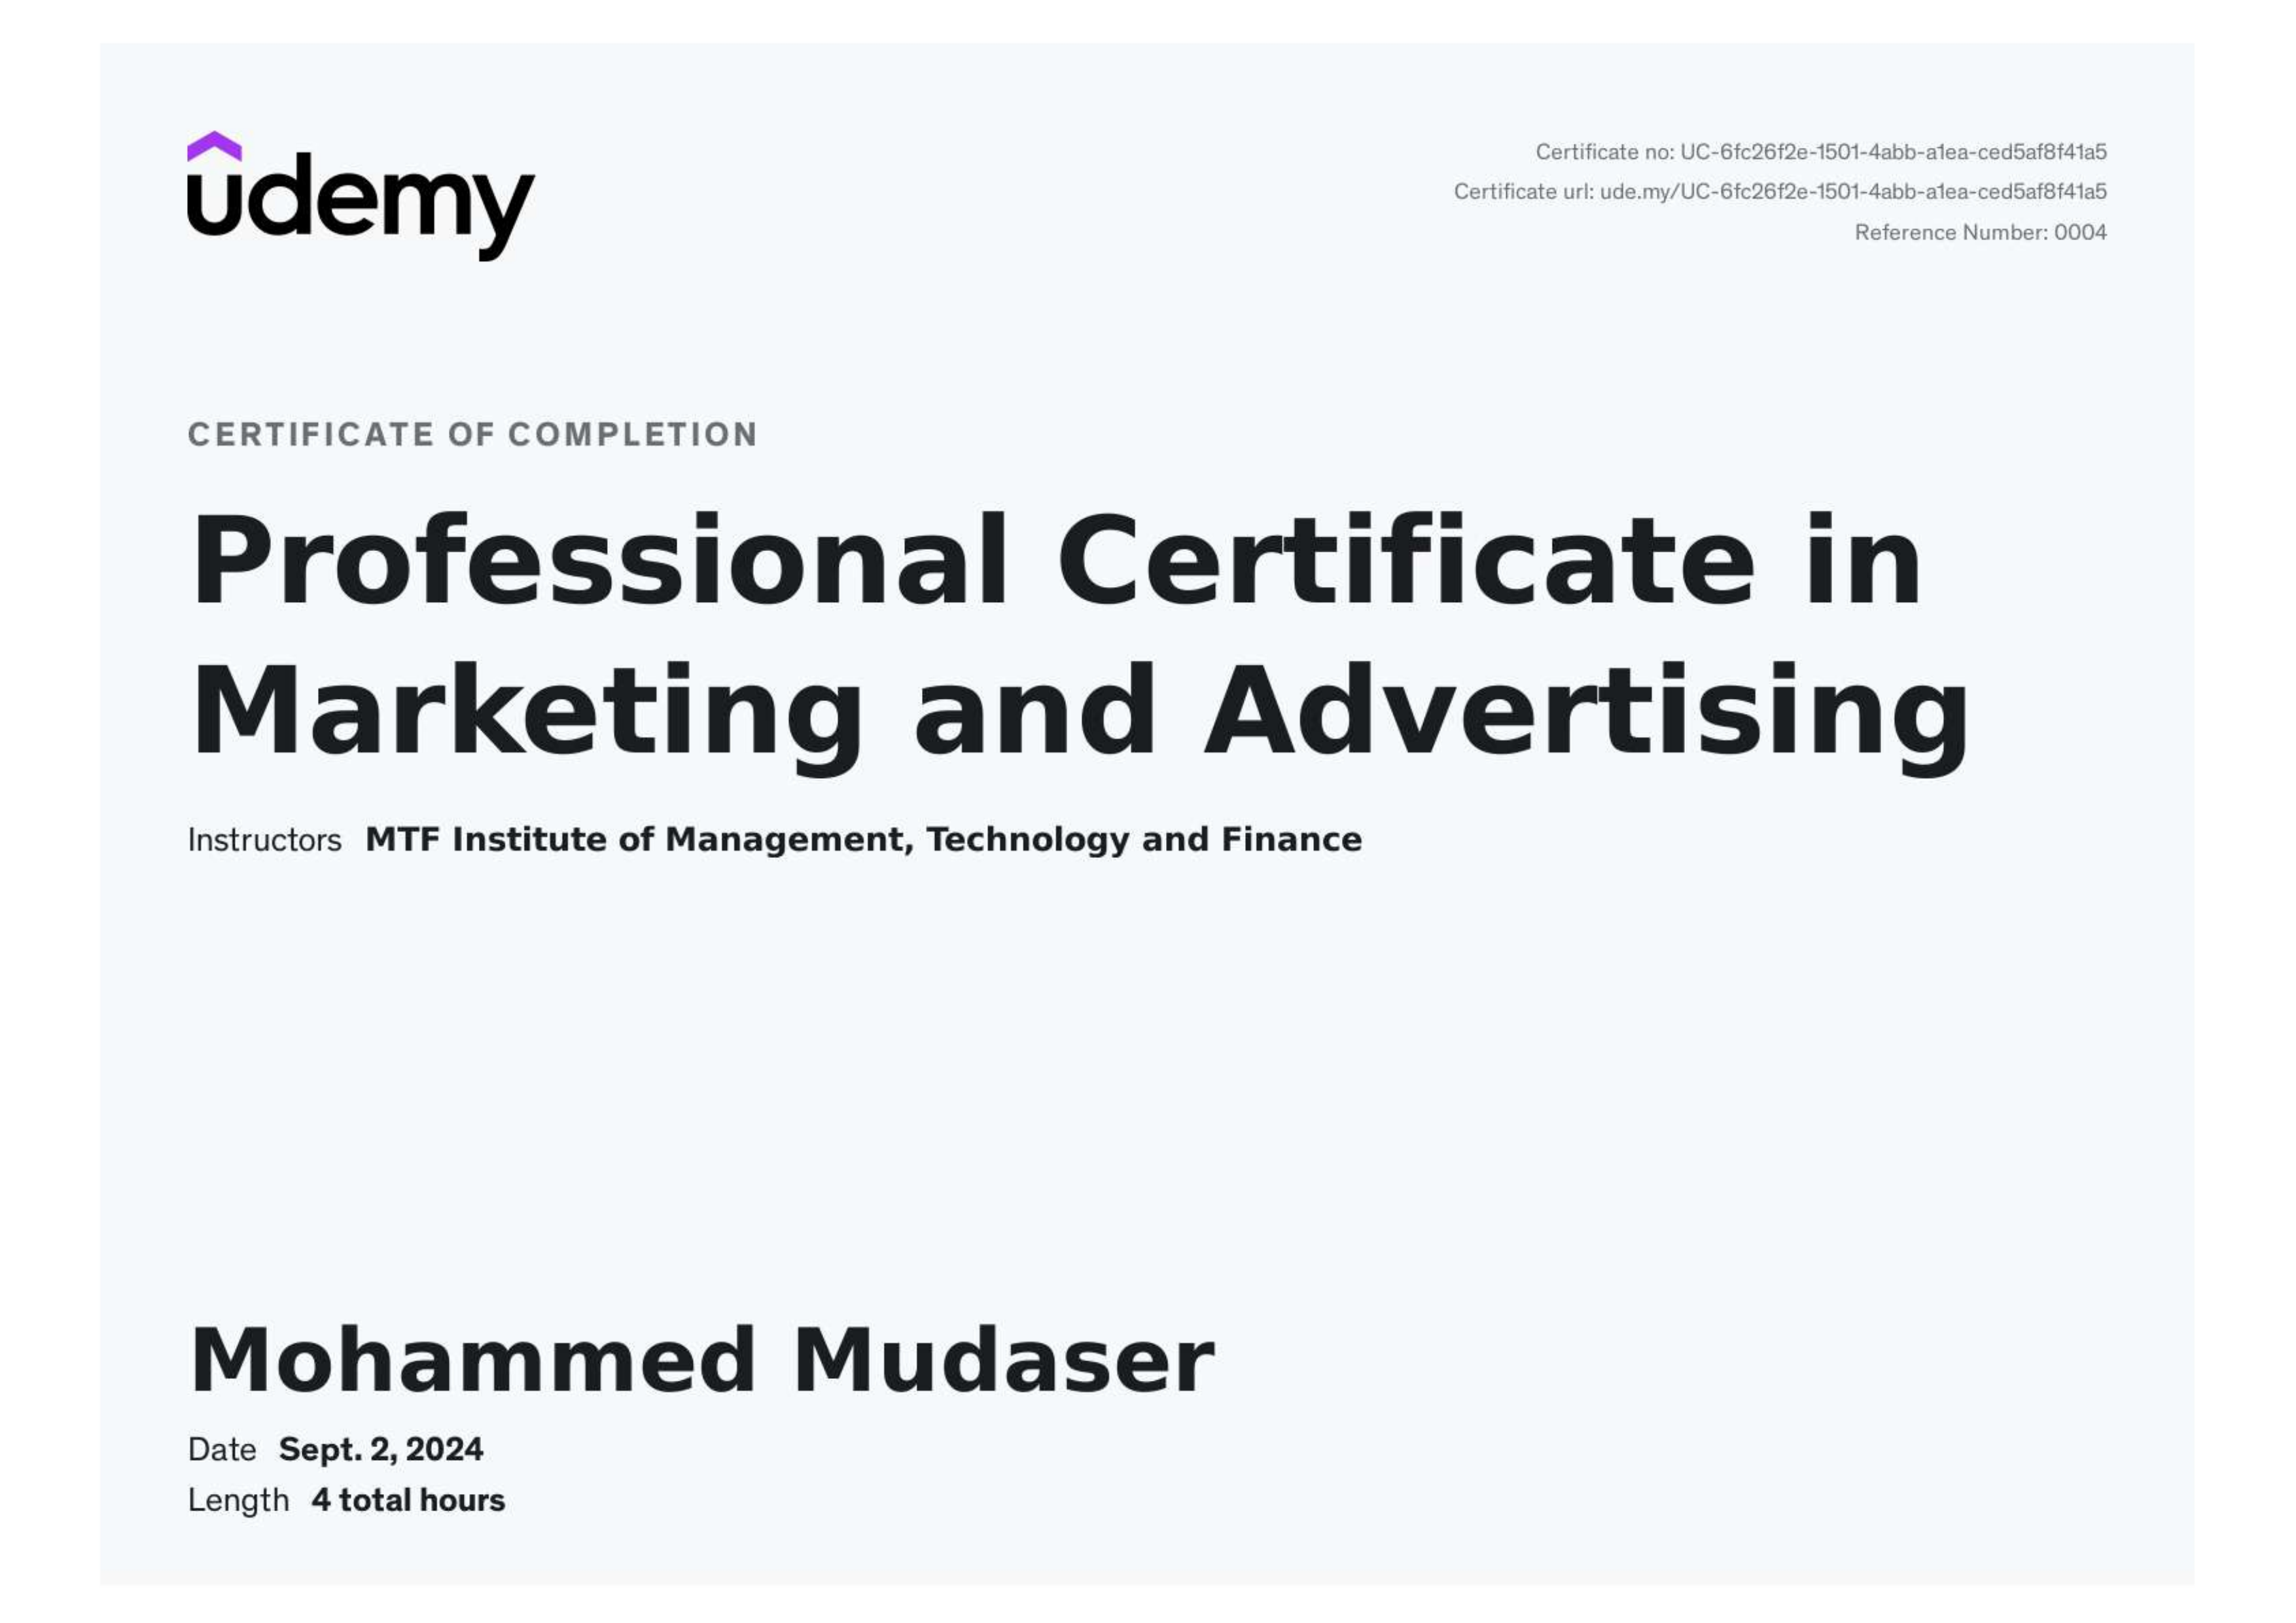 udemy
Certificate no: UC-6fc26f2e-1501-4abb-a1ea-ced5af8f41a5
Certificate url: ude.my/UC-6fc26f2e-1501-4abb-a1ea-ced5af8f41a5
Reference Number: 0004
CERTIFICATE OF COMPLETION
Professional Certificate in
Marketing and Advertising
Instructors MTF Institute of Management, Technology and Finance
Mohammed Mudaser
Date Sept. 2, 2024
Length 4 total hours